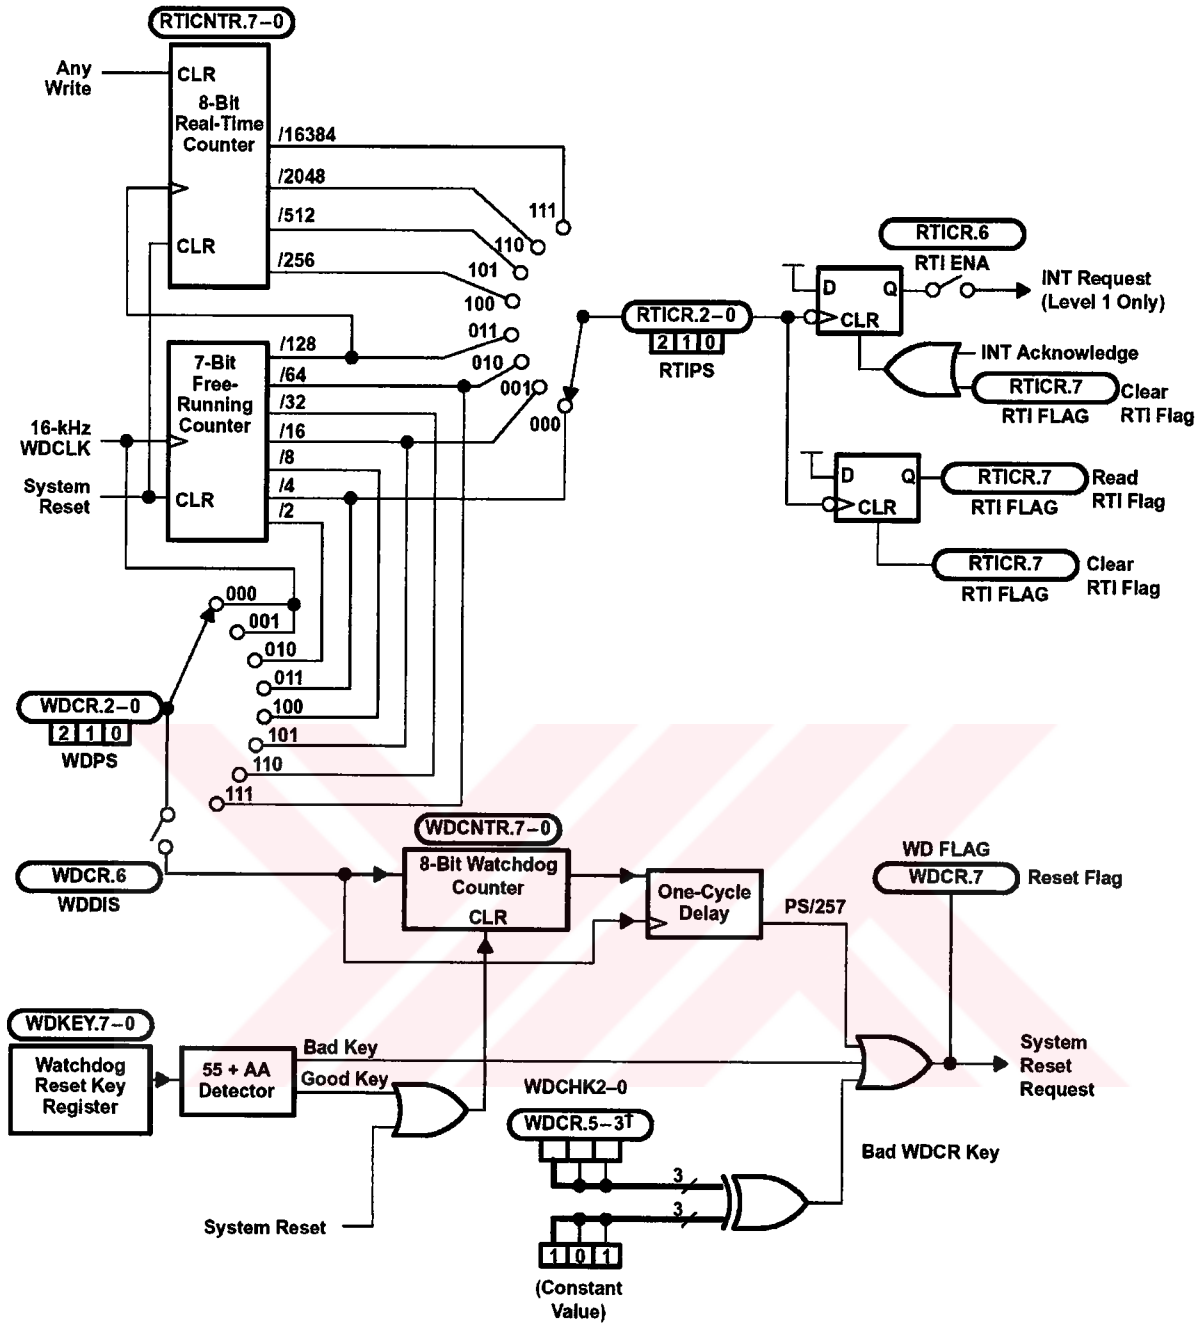 RTICNTR.7–0
Any
Write
CLR
8-Bit
Real-Time
Counter
CLR
/16384
/2048
/512
/256
111
110
101
100
011
010
001
000
7-Bit
Free-
Running
Counter
CLR
/128
/64
/32
/16
/8
/4
/2
16-kHz
WDCLK
System
Reset
RTICR.2–0
2 1 0
RTIPS
RTICR.6
RTI ENA
D
Q
CLR
INT Request
(Level 1 Only)
INT Acknowledge
RTICR.7
RTI FLAG
Clear
RTI Flag
D
Q
CLR
RTICR.7
RTI FLAG
Read
RTI Flag
RTICR.7
RTI FLAG
Clear
RTI Flag
000
001
010
011
100
101
110
111
WDCR.2–0
2 1 0
WDPS
WDCR.6
WDDIS
WDCNTR.7–0
8-Bit Watchdog
Counter
CLR
One-Cycle
Delay
PS/257
WD FLAG
WDCR.7
Reset Flag
WDKEY.7–0
Watchdog
Reset Key
Register
55 + AA
Detector
Bad Key
Good Key
System Reset
WDCHK2–0
WDCR.5–3†
3
3
1 0 1
(Constant
Value)
Bad WDCR Key
System
Reset
Request